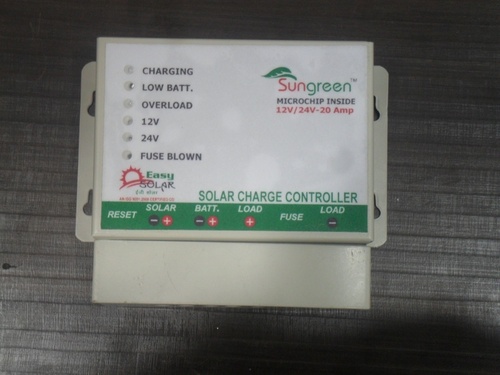 CHARGING
LOW BATT.
OVERLOAD
12V
24V
FUSE BLOWN
Sungreen™
MICROCHIP INSIDE
12V/24V-20 Amp
Easy
SOLAR
SOLAR CHARGE CONTROLLER
RESET SOLAR BATT. LOAD FUSE LOAD
- + - + + -